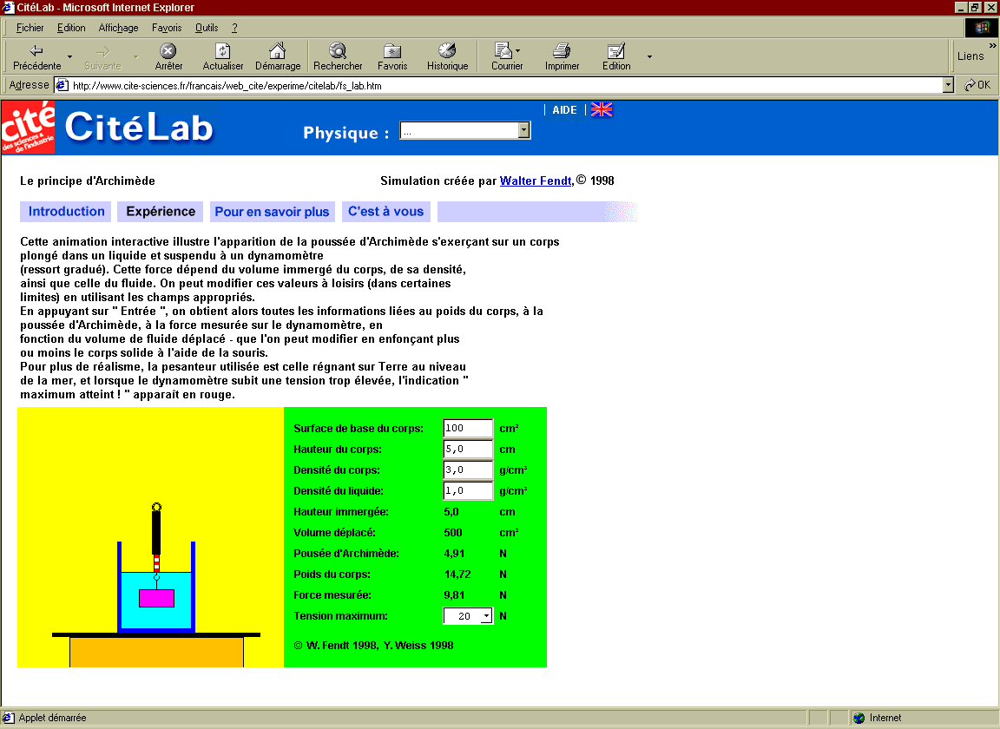 CitéLab - Microsoft Internet Explorer
Fichier Edition Affichage Favoris Outils ?
Précédente Suivante Arrêter Actualiser Démarrage Rechercher Favoris Historique Courrier Imprimer Edition Liens »
Adresse http://www.cite-sciences.fr/francais/web_cite/experime/citelab/fs_lab.htm OK
cité
des sciences &
de l'industrie
CitéLab
Physique : ...
| AIDE |
Le principe d'Archimède Simulation créée par Walter Fendt,© 1998
Introduction Expérience Pour en savoir plus C'est à vous
Cette animation interactive illustre l'apparition de la poussée d'Archimède s'exerçant sur un corps
plongé dans un liquide et suspendu à un dynamomètre
(ressort gradué). Cette force dépend du volume immergé du corps, de sa densité,
ainsi que celle du fluide. On peut modifier ces valeurs à loisirs (dans certaines
limites) en utilisant les champs appropriés.
En appuyant sur " Entrée ", on obtient alors toutes les informations liées au poids du corps, à la
poussée d'Archimède, à la force mesurée sur le dynamomètre, en
fonction du volume de fluide déplacé - que l'on peut modifier en enfonçant plus
ou moins le corps solide à l'aide de la souris.
Pour plus de réalisme, la pesanteur utilisée est celle régnant sur Terre au niveau
de la mer, et lorsque le dynamomètre subit une tension trop élevée, l'indication "
maximum atteint ! " apparaît en rouge.
Surface de base du corps: 100 cm²
Hauteur du corps: 5,0 cm
Densité du corps: 3,0 g/cm³
Densité du liquide: 1,0 g/cm³
Hauteur immergée: 5,0 cm
Volume déplacé: 500 cm³
Pousée d'Archimède: 4,91 N
Poids du corps: 14,72 N
Force mesurée: 9,81 N
Tension maximum: 20 N
© W. Fendt 1998, Y. Weiss 1998
Applet démarrée Internet